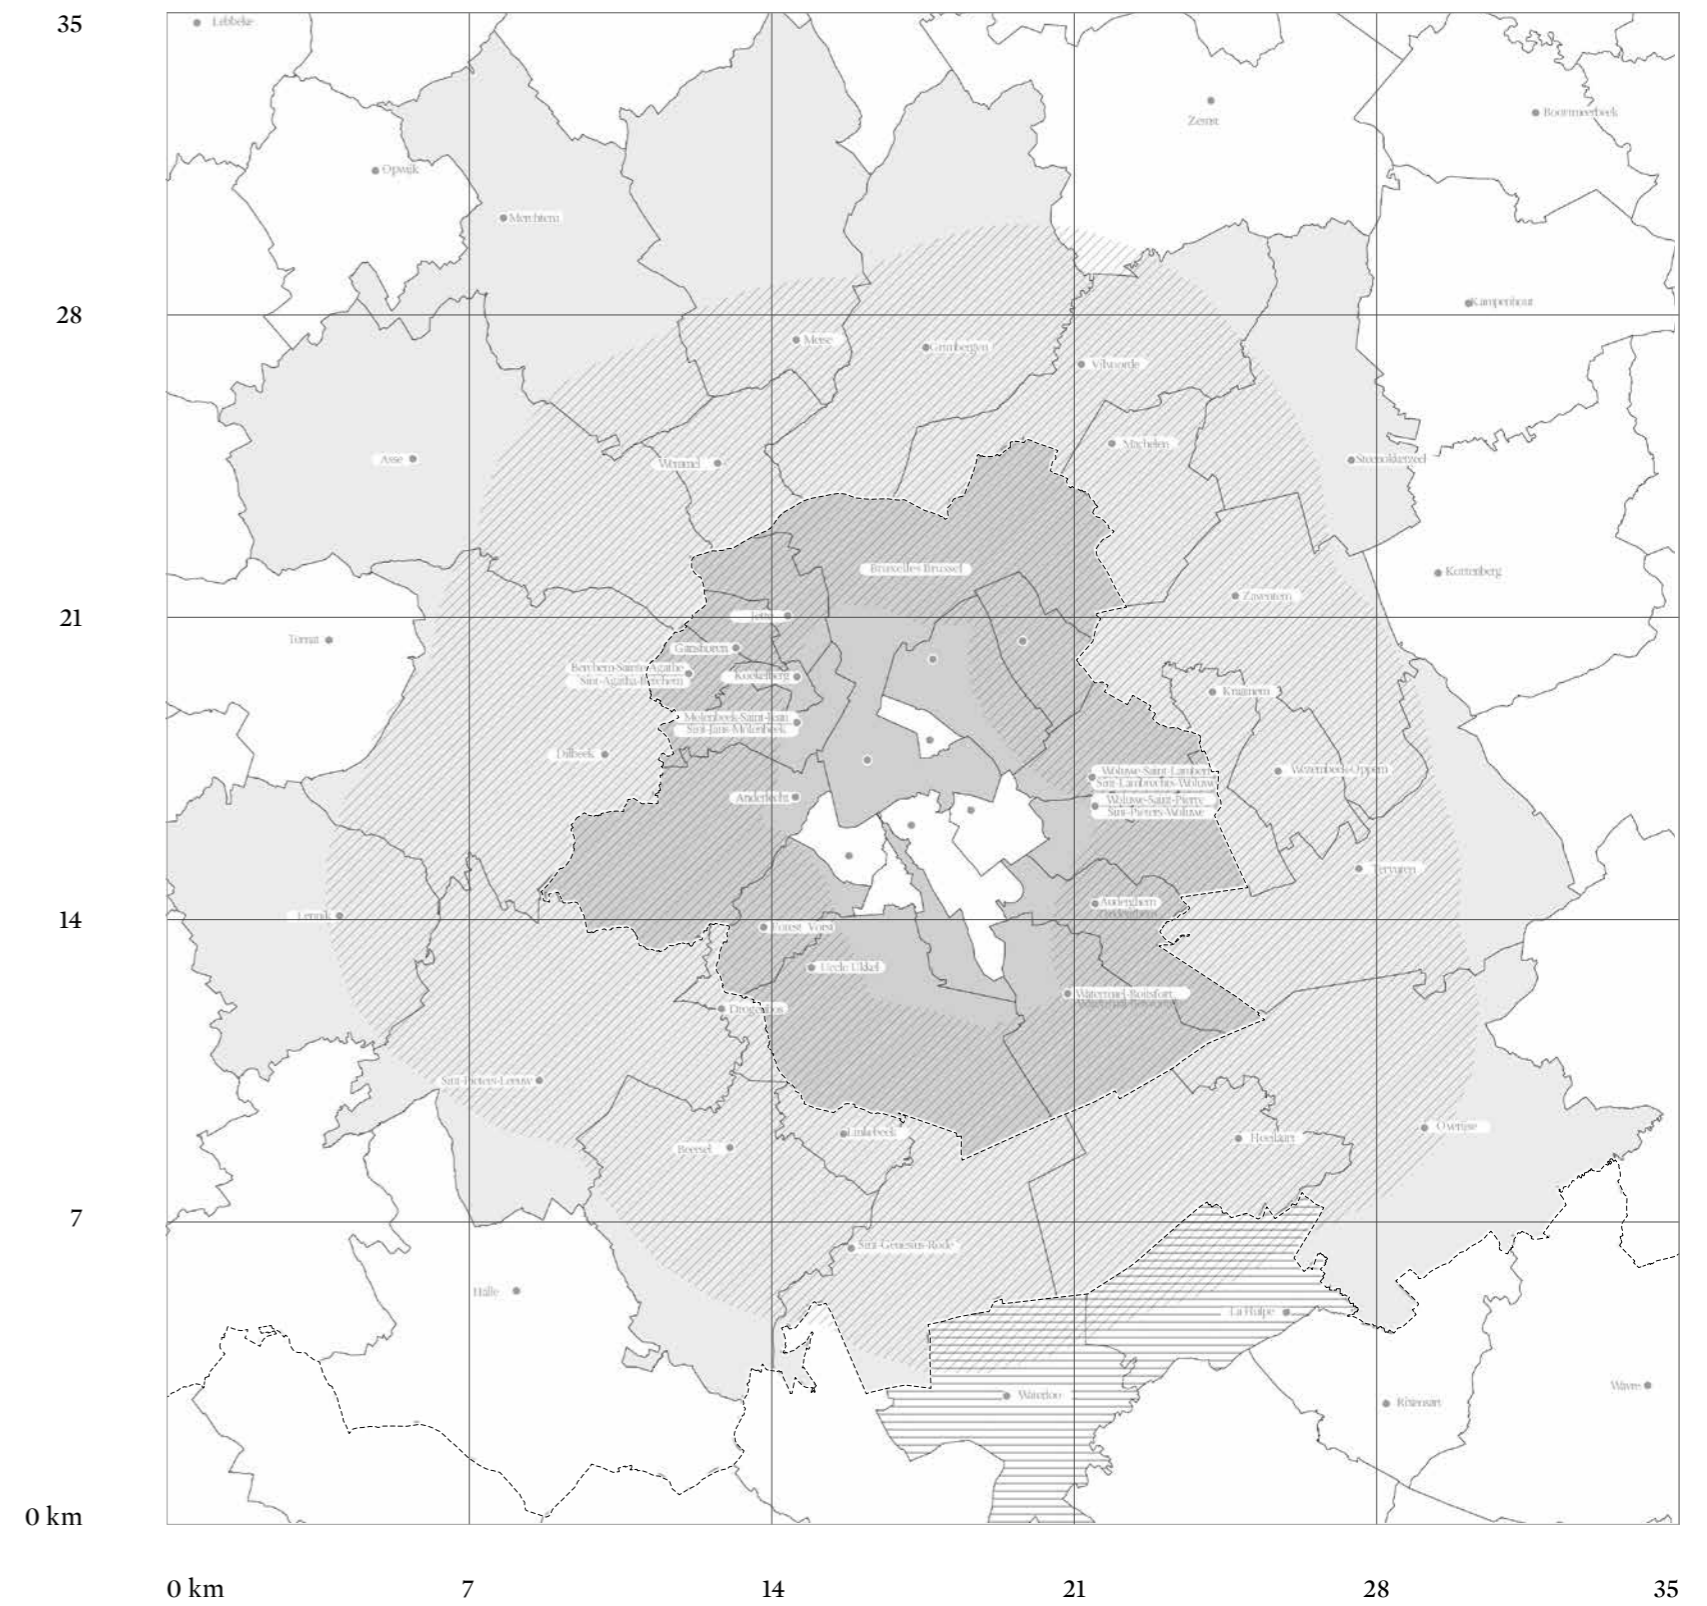 35
Lebbeke
Zemst
Boortmeerbeek
Opwijk
Merchtem
Kampenhout
28
Meise
Grimbergen
Vilvoorde
Machelen
Asse
Wemmel
Steenokkerzeel
Bruxelles Brussel
Kortenberg
Zaventem
21
Jette
Ternat
Ganshoren
Berchem-Sainte-Agathe
Sint-Agatha-Berchem
Koekelberg
Kraainem
Molenbeek-Saint-Jean
Sint-Jans-Molenbeek
Dilbeek
Wezembeek-Oppem
Woluwe-Saint-Lambert
Sint-Lambrechts-Woluwe
Anderlecht
Woluwe-Saint-Pierre
Sint-Pieters-Woluwe
Tervuren
Lennik
Auderghem
Oudergem
14
Forest Vorst
Uccle Ukkel
Watermael-Boitsfort
Drogenbos
Sint-Pieters-Leeuw
Linkebeek
Overijse
Hoeilaart
Beersel
7
Sint-Genesius-Rode
Halle
La Hulpe
Waterloo
Wavre
Rixensart
0 km
0 km
7
14
21
28
35